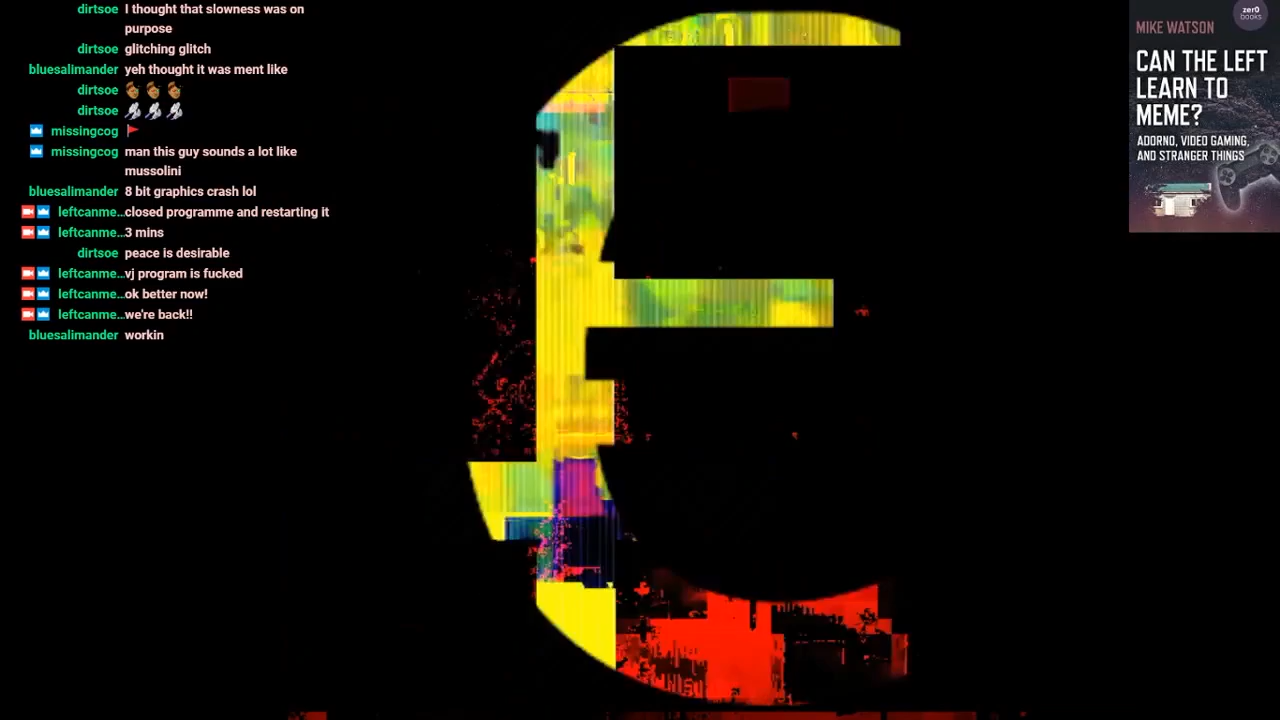 dirtsoe I thought that slowness was on
purpose
dirtsoe glitching glitch
bluesalimander yeh thought it was ment like
dirtsoe
dirtsoe
missingcog
missingcog man this guy sounds a lot like
mussolini
bluesalimander 8 bit graphics crash lol
leftcanme... closed programme and restarting it
leftcanme... 3 mins
dirtsoe peace is desirable
leftcanme... vj program is fucked
leftcanme... ok better now!
leftcanme... we're back!!
bluesalimander workin
zer0
books
MIKE WATSON
CAN THE LEFT
LEARN TO
MEME?
ADORNO, VIDEO GAMING,
AND STRANGER THINGS